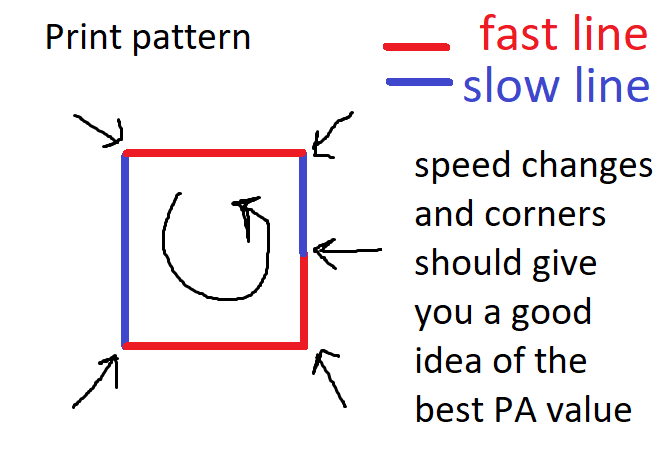 Print pattern
fast line
slow line
speed changes
and corners
should give
you a good
idea of the
best PA value